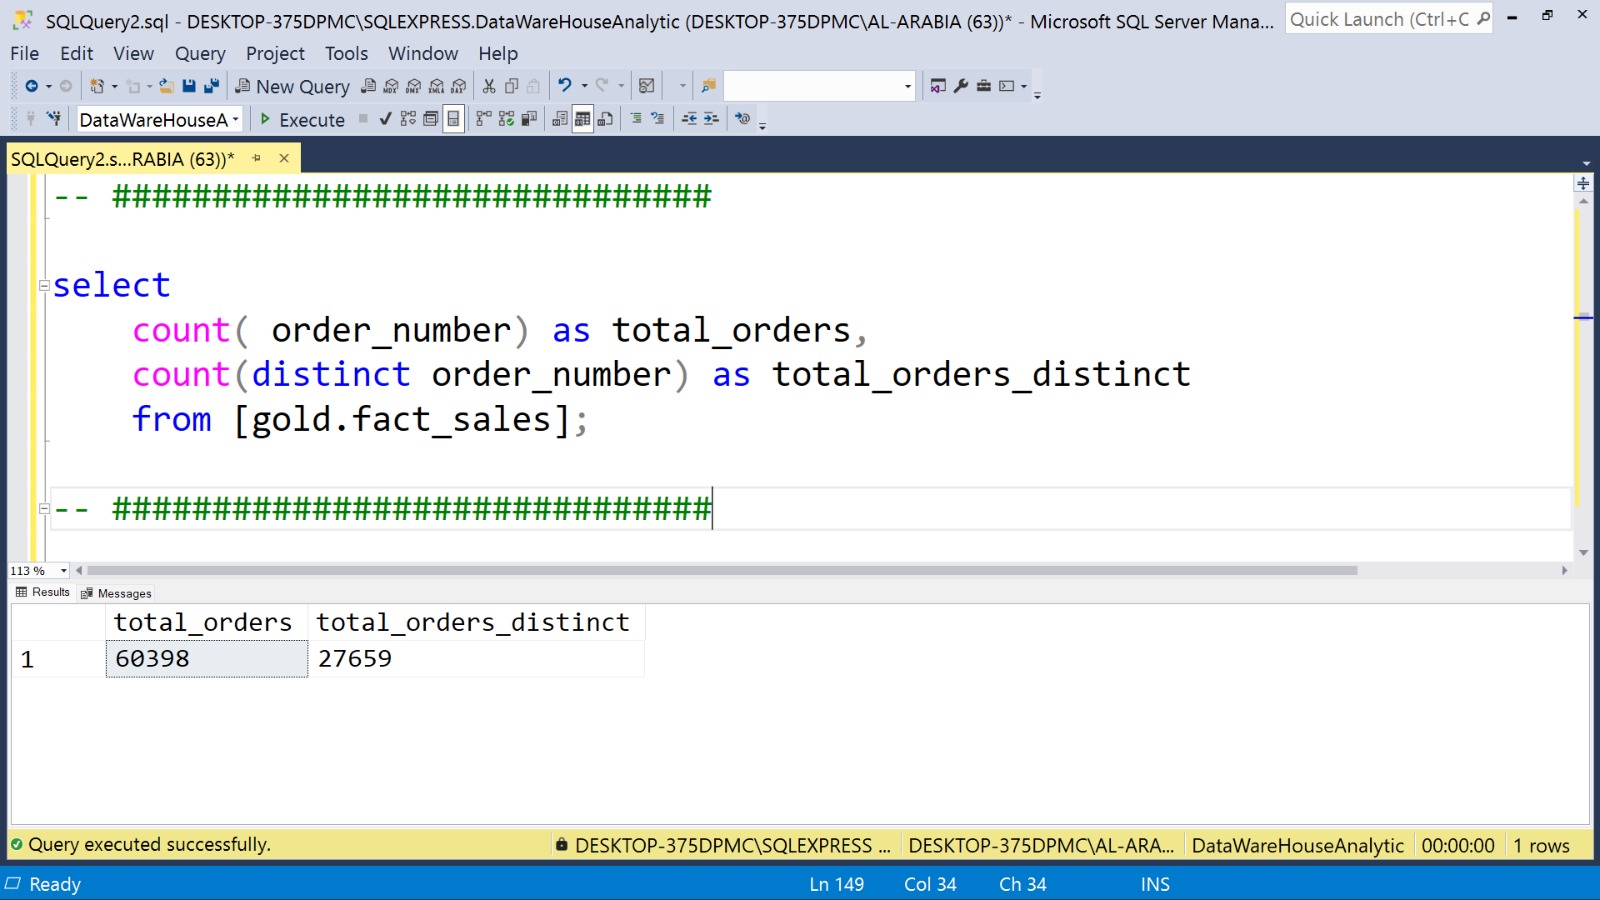 SQLQuery2.sql - DESKTOP-375DPMC\SQLEXPRESS.DataWareHouseAnalytic (DESKTOP-375DPMC\AL-ARABIA (63))* - Microsoft SQL Server Mana...
Quick Launch (Ctrl+C
File Edit View Query Project Tools Window Help
New Query
DataWareHouseA
Execute
SQLQuery2.s...RABIA (63))*
-- ##############################
select
count( order_number) as total_orders,
count(distinct order_number) as total_orders_distinct
from [gold.fact_sales];
-- ##############################
113 %
Results Messages
total_orders total_orders_distinct
1 60398 27659
Query executed successfully. DESKTOP-375DPMC\SQLEXPRESS ... DESKTOP-375DPMC\AL-ARA... DataWareHouseAnalytic 00:00:00 1 rows
Ready Ln 149 Col 34 Ch 34 INS